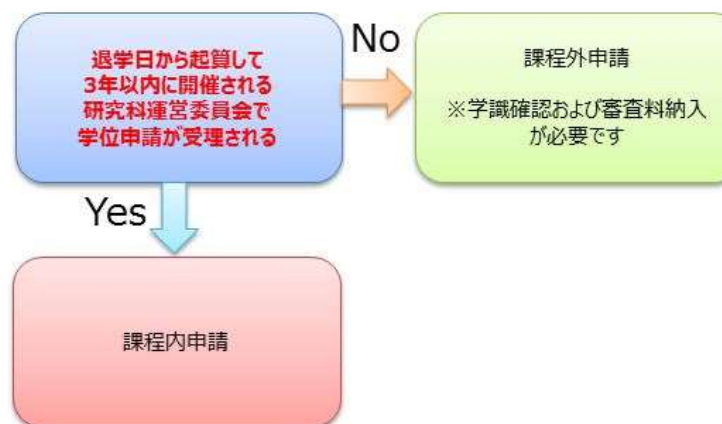 退学日から起算して
3年以内に開催される
研究科運営委員会で
学位申請が受理される
No
課程外申請
※学識確認および審査料納入
が必要です
Yes
課程内申請